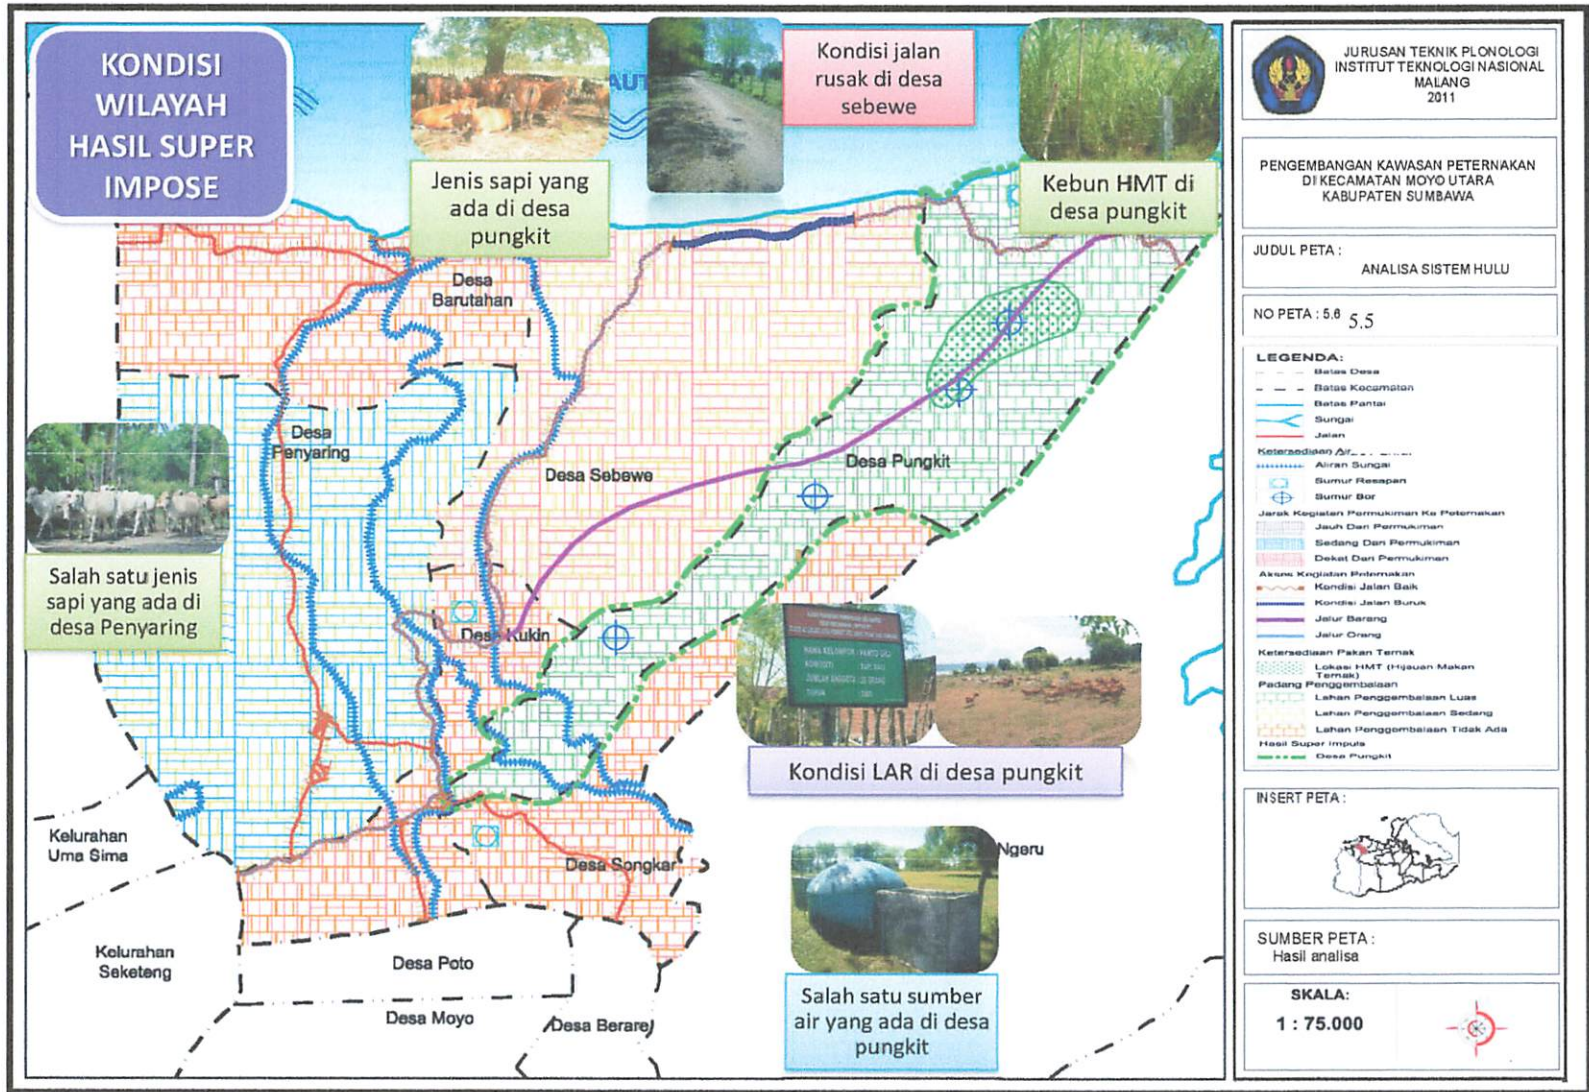 KONDISI
WILAYAH
HASIL SUPER
IMPOSE
AUT
Jenis sapi yang
ada di desa
pungkit
Kondisi jalan
rusak di desa
sebewe
Kebun HMT di
desa pungkit
Desa
Barutahan
Desa
Penyaring
Desa Sebewe
Desa Pungkit
Salah satu jenis
sapi yang ada di
desa Penyaring
Desa Kukin
Kondisi LAR di desa pungkit
Kelurahan
Uma Sima
Desa Songkar
Ngeru
Kelurahan
Seketeng
Desa Poto
Desa Moyo
Desa Berare
Salah satu sumber
air yang ada di desa
pungkit
JURUSAN TEKNIK PLONOLOGI
INSTITUT TEKNOLOGI NASIONAL
MALANG
2011
PENGEMBANGAN KAWASAN PETERNAKAN
DI KECAMATAN MOYO UTARA
KABUPATEN SUMBAWA
JUDUL PETA :
ANALISA SISTEM HULU
NO PETA : 5.6 5.5
LEGENDA:
Batas Desa
Batas Kecamatan
Batas Pantai
Sungai
Jalan
Ketersediaan Air
Aliran Sungai
Sumur Resapan
Sumur Bor
Jarak Kegiatan Permukiman Ke Peternakan
Jauh Dari Permukiman
Sedang Dari Permukiman
Dekat Dari Permukiman
Akses Kegiatan Peternakan
Kondisi Jalan Baik
Kondisi Jalan Buruk
Jalur Barang
Jalur Orang
Ketersediaan Pakan Ternak
Lokasi HMT (Hijauan Makan
Ternak)
Padang Penggembalaan
Lahan Penggembalaan Luas
Lahan Penggembalaan Sedang
Lahan Penggembalaan Tidak Ada
Hasil Super Impuls
Desa Pungkit
INSERT PETA :
SUMBER PETA :
Hasil analisa
SKALA:
1 : 75.000